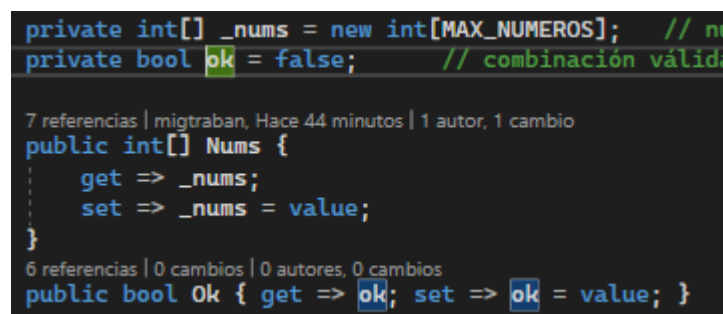 private int[] _nums = new int[MAX_NUMEROS];   // 
private bool ok = false;       // combinación
7 referencias | migtraban, Hace 44 minutos | 1 autor, 1 cambio
public int[] Nums {
    get => _nums;
    set => _nums = value;
}
6 referencias | 0 cambios | 0 autores, 0 cambios
public bool Ok { get => ok; set => ok = value; }